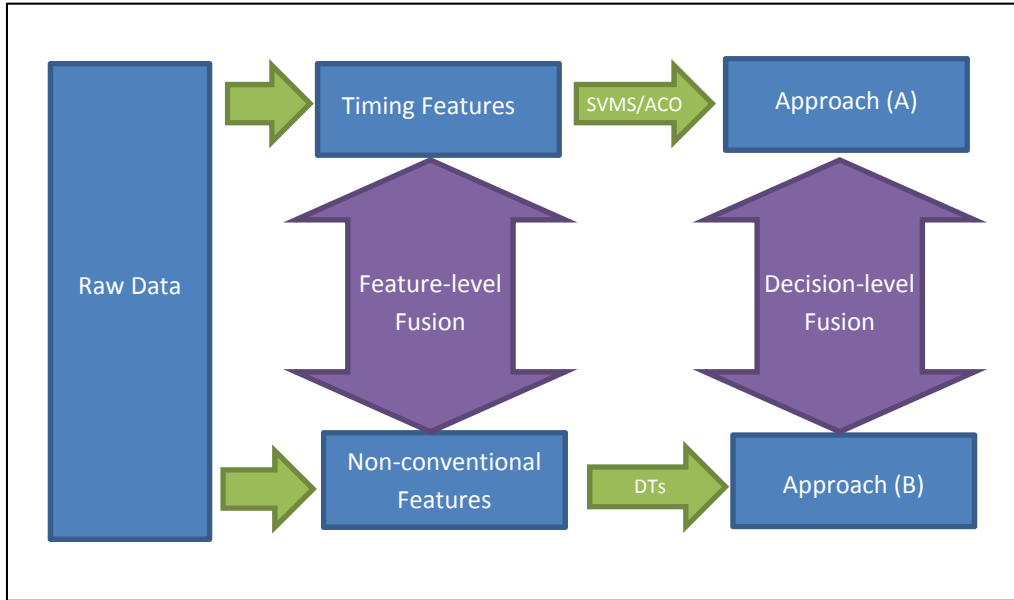 Raw Data
Timing Features
SVMS/ACO
Approach (A)
Feature-level
Fusion
Decision-level
Fusion
Non-conventional
Features
DTs
Approach (B)